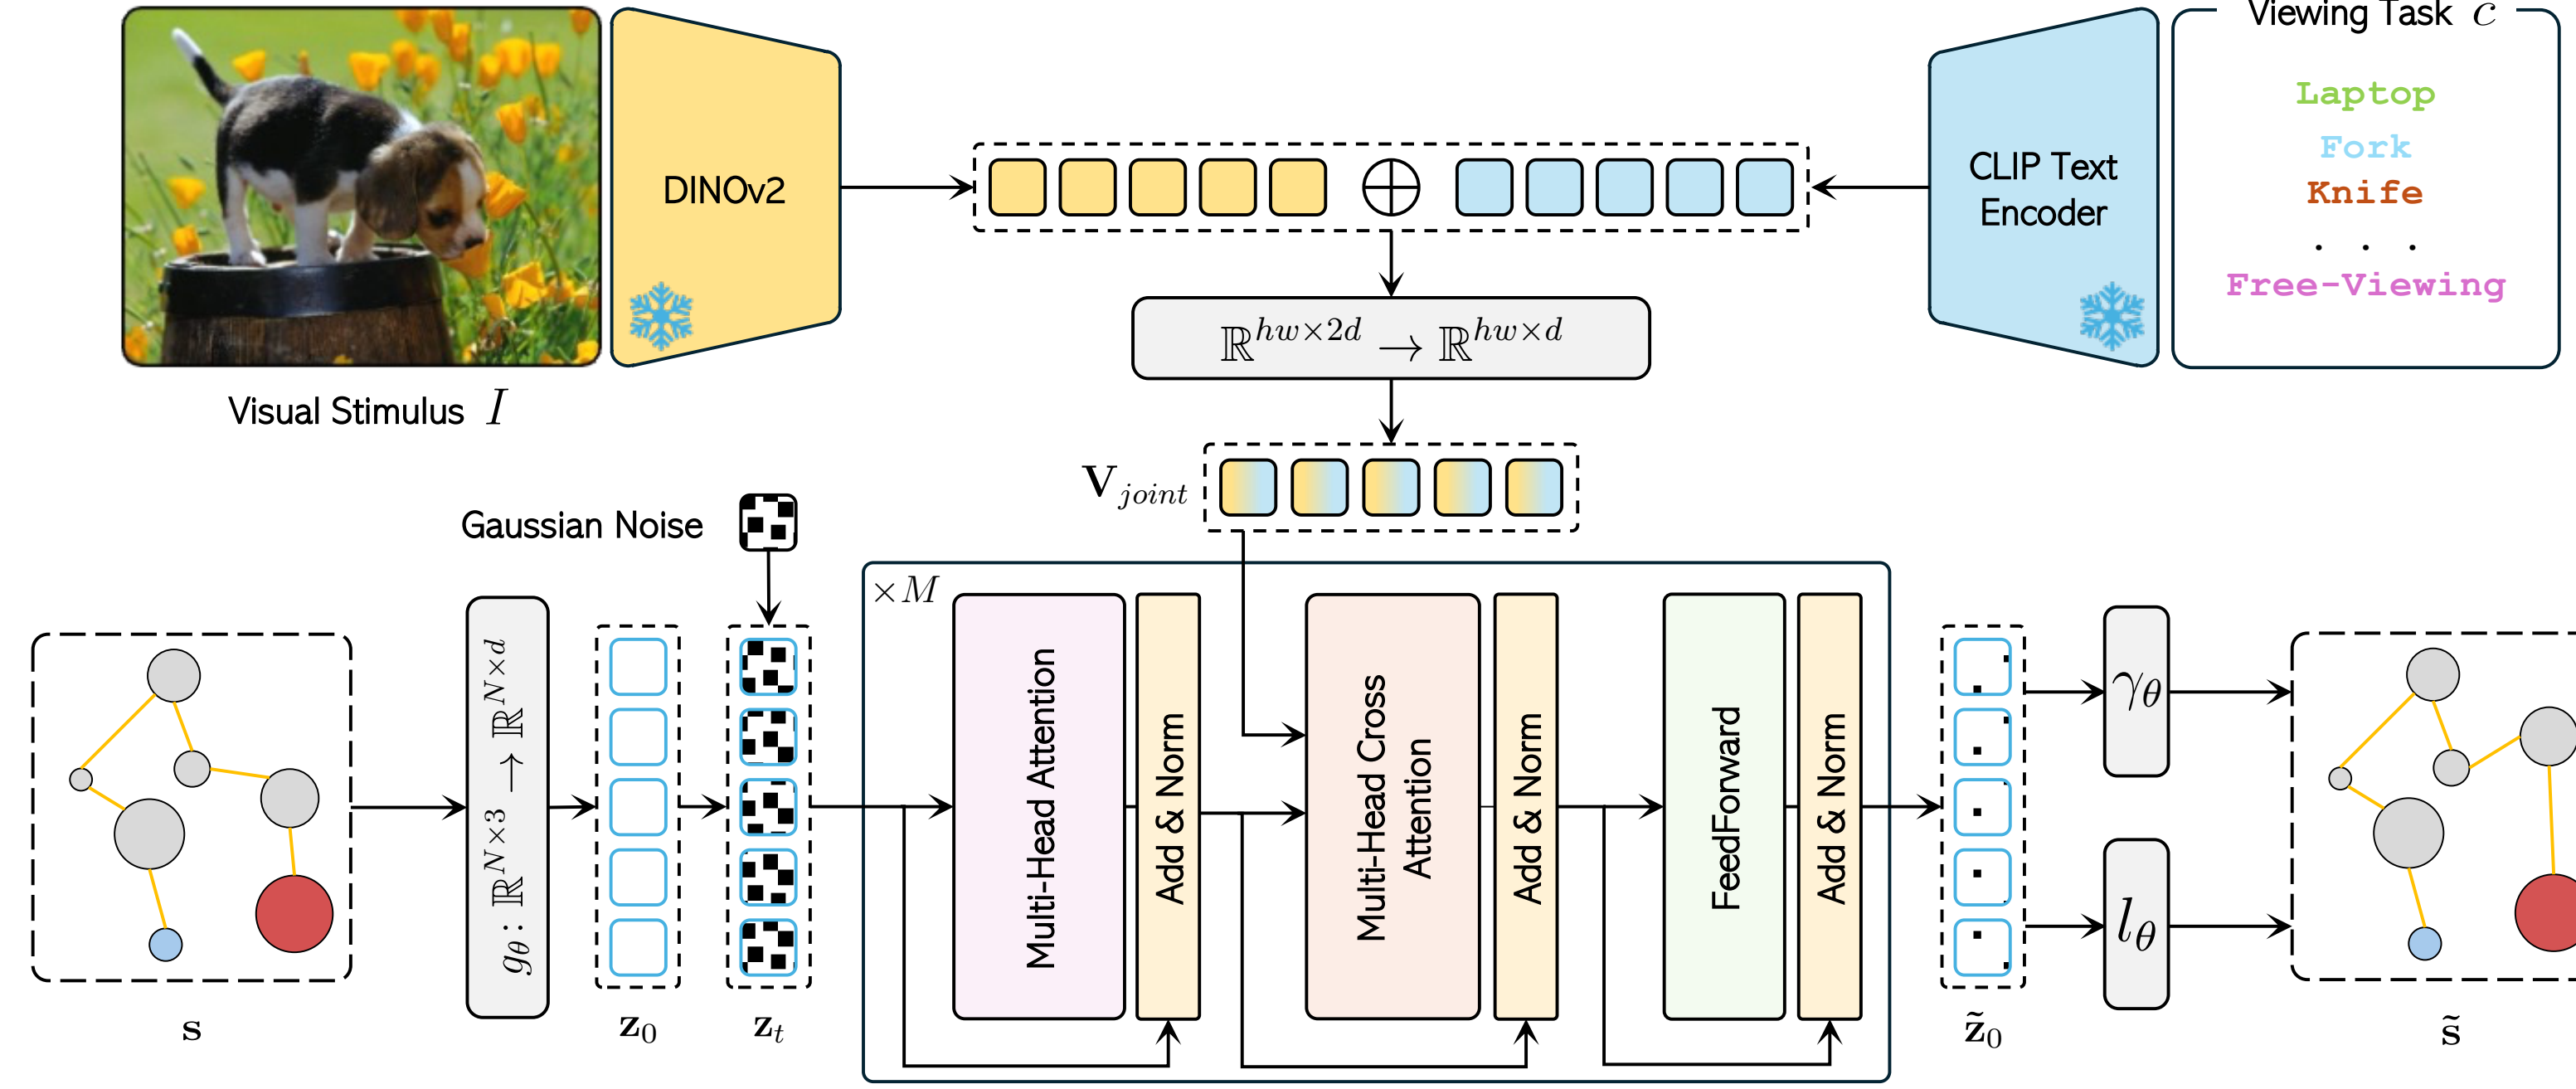 Viewing Task c
Laptop
Fork
Knife
. . .
Free-Viewing
DINOv2
CLIP Text
Encoder
⊕
ℝ^{hw×2d} → ℝ^{hw×d}
Visual Stimulus I
V_{joint}
Gaussian Noise
×M
g_θ : ℝ^{N×3} → ℝ^{N×d}
Multi-Head Attention
Add & Norm
Multi-Head Cross
Attention
Add & Norm
FeedForward
Add & Norm
γ_θ
l_θ
s
z_0
z_t
z̃_0
s̃